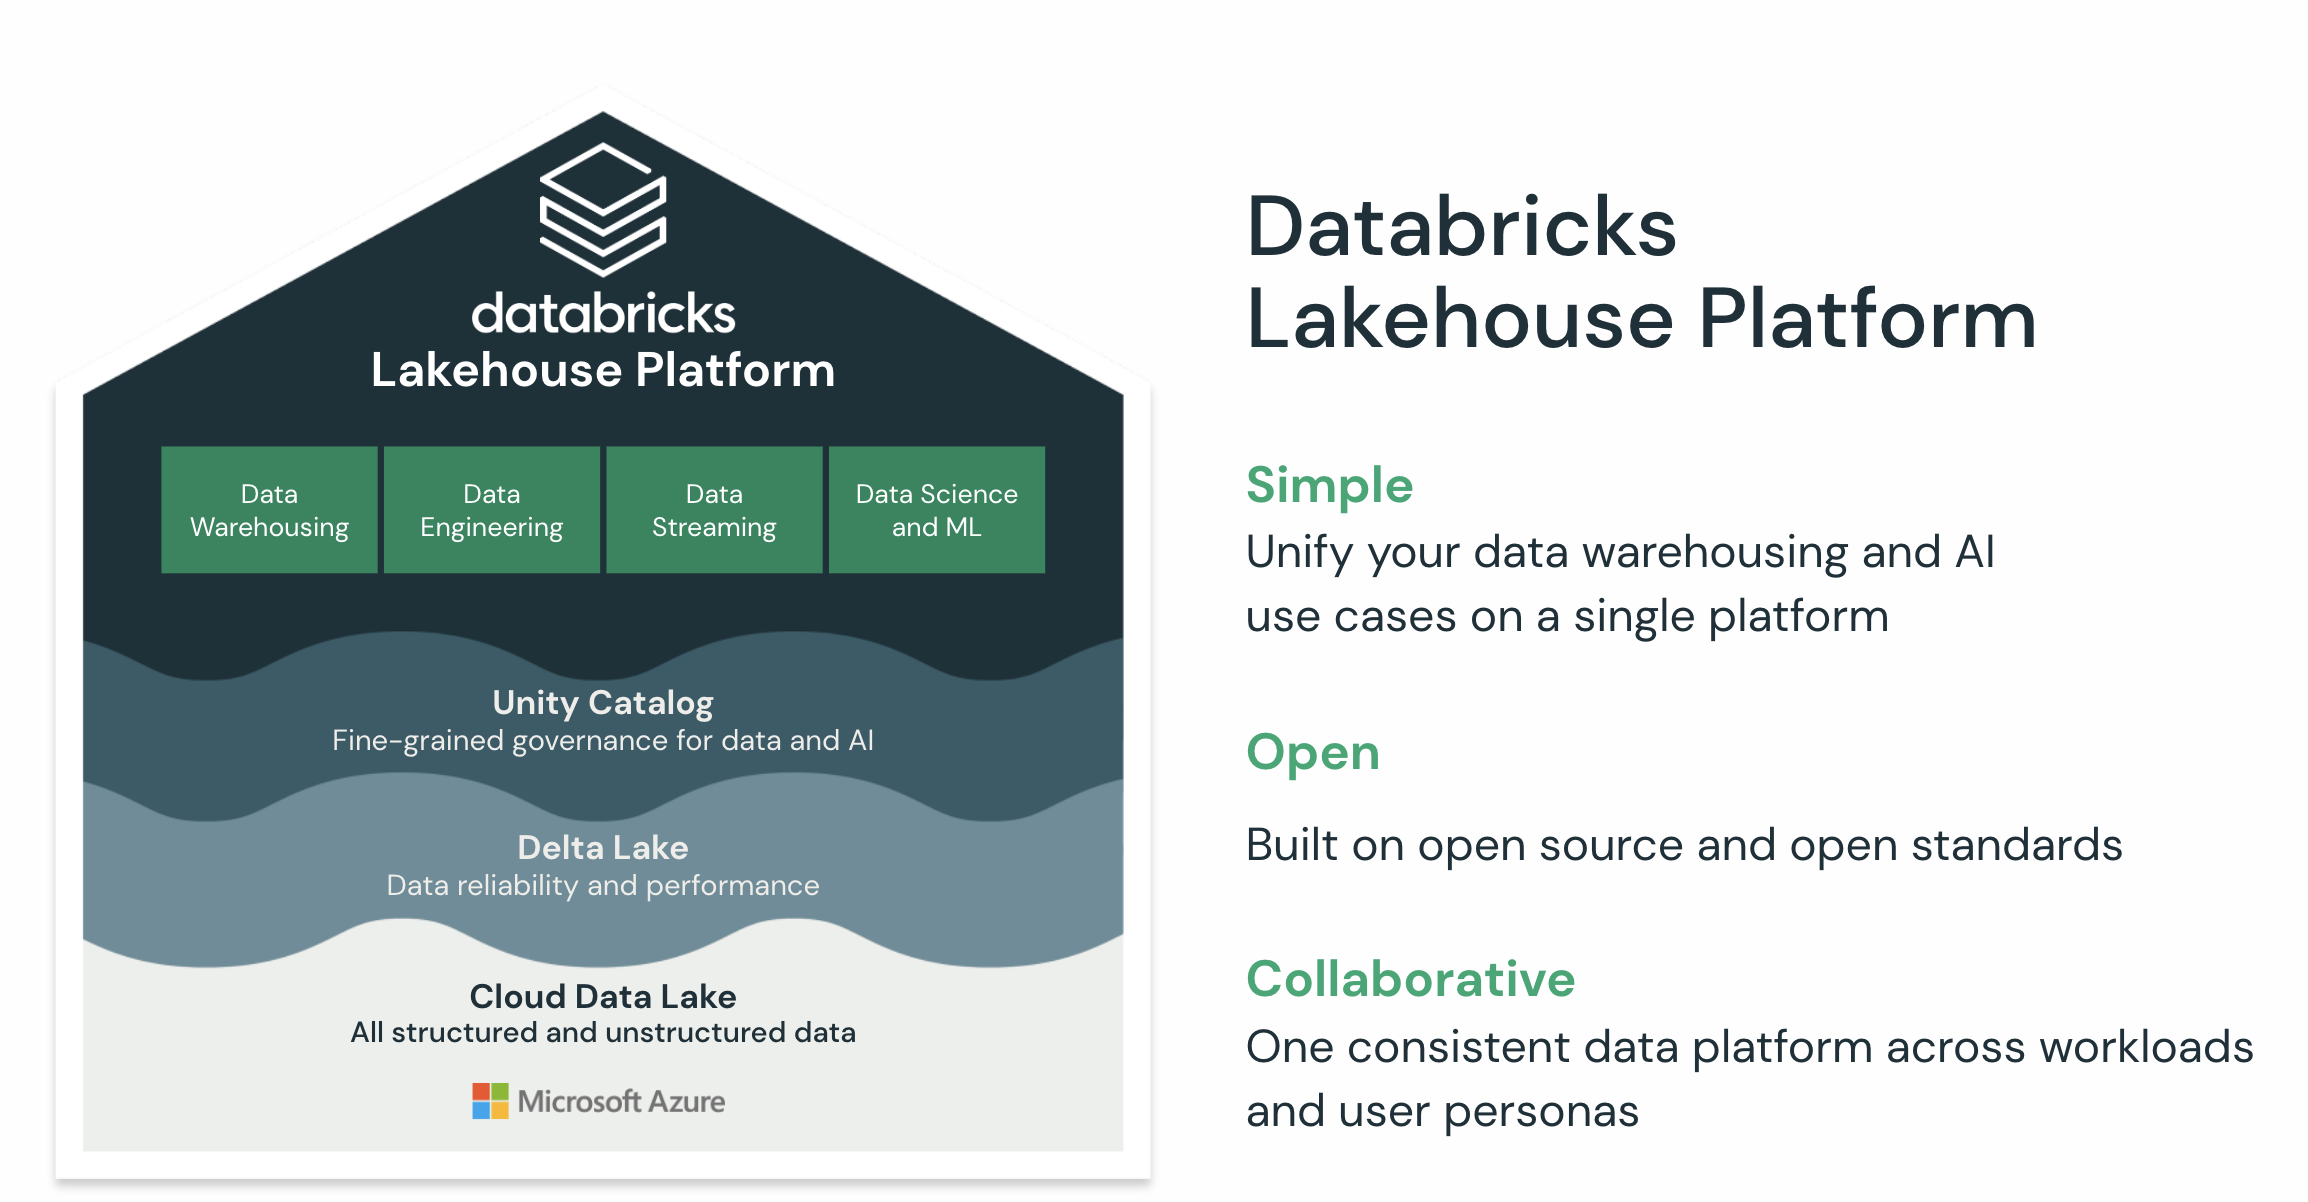 databricks
Lakehouse Platform
Data
Warehousing
Data
Engineering
Data
Streaming
Data Science
and ML
Unity Catalog
Fine-grained governance for data and AI
Delta Lake
Data reliability and performance
Cloud Data Lake
All structured and unstructured data
Microsoft Azure
Databricks
Lakehouse Platform
Simple
Unify your data warehousing and AI
use cases on a single platform
Open
Built on open source and open standards
Collaborative
One consistent data platform across workloads
and user personas